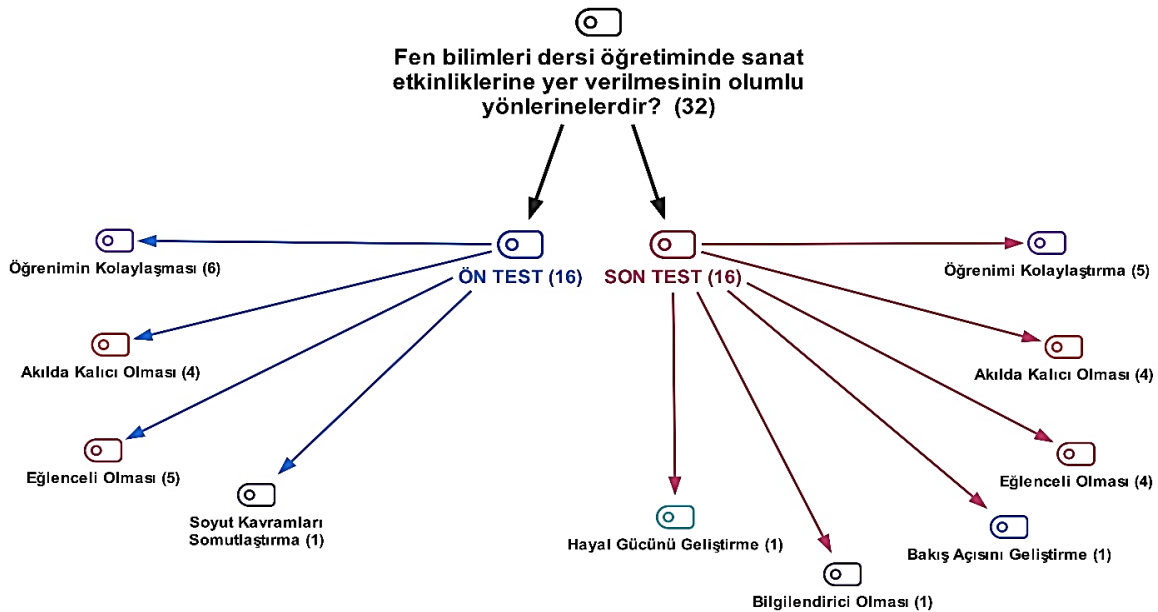 Fen bilimleri dersi öğretiminde sanat
etkinliklerine yer verilmesinin olumlu
yönlerinelerdir? (32)
ÖN TEST (16)
SON TEST (16)
Öğrenimin Kolaylaşması (6)
Akılda Kalıcı Olması (4)
Eğlenceli Olması (5)
Soyut Kavramları
Somutlaştırma (1)
Öğrenimi Kolaylaştırma (5)
Akılda Kalıcı Olması (4)
Eğlenceli Olması (4)
Bakış Açısını Geliştirme (1)
Bilgilendirici Olması (1)
Hayal Gücünü Geliştirme (1)